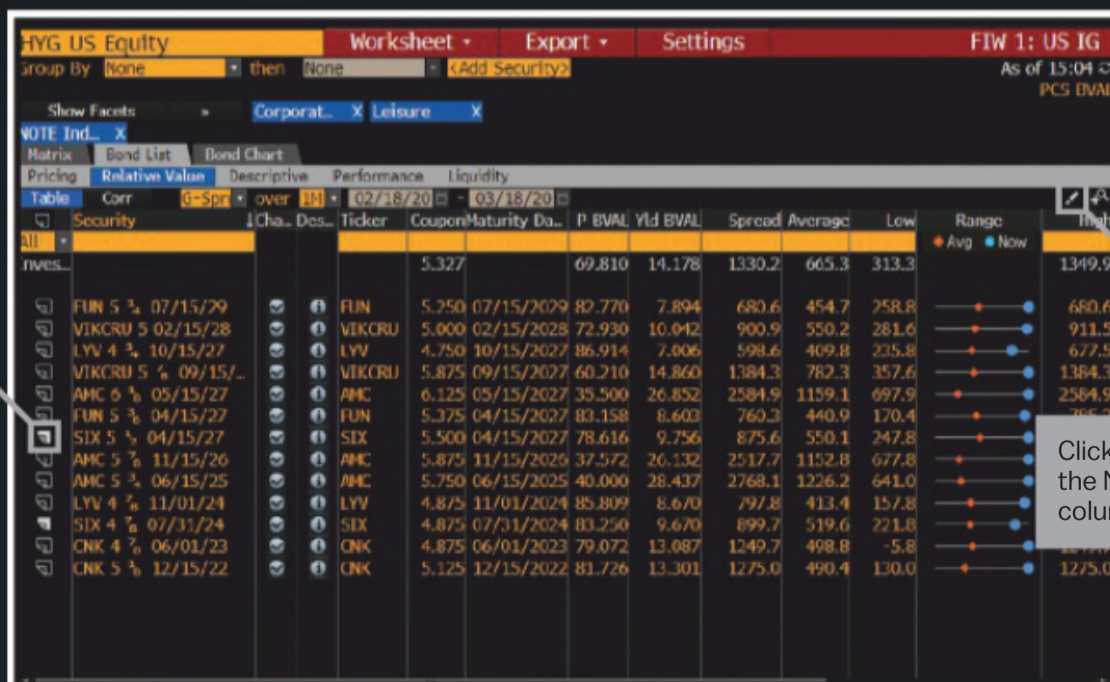 HYG US Equity Worksheet Export Settings FIW 1: US IG
Group By None then None <Add Security> As of 15:04
PCS BVAL
Show Facets » Corporat… X Leisure X
NOTE Ind… X
Matrix Bond List Bond Chart
Pricing Relative Value Descriptive Performance Liquidity
Table Corr G-Spr over 1M 02/18/20 - 03/18/20
Security ↓Cha… Des… Ticker Coupon Maturity Da… P BVAL Yld BVAL Spread Average Low Range High
All Avg Now
Inves… 5.327 69.810 14.178 1330.2 665.3 313.3 1349.9
FUN 5 ¼ 07/15/29 FUN 5.250 07/15/2029 82.770 7.894 680.6 454.7 258.8 680.6
VIKCRU 5 02/15/28 VIKCRU 5.000 02/15/2028 72.930 10.042 900.9 550.2 281.6 911.5
LYV 4 ¾ 10/15/27 LYV 4.750 10/15/2027 86.914 7.006 598.6 409.8 235.8 677.5
VIKCRU 5 ⅞ 09/15/… VIKCRU 5.875 09/15/2027 60.210 14.860 1384.3 782.3 357.6 1384.3
AMC 6 ⅛ 05/15/27 AMC 6.125 05/15/2027 35.500 26.852 2584.9 1159.1 697.9 2584.9
FUN 5 ⅜ 04/15/27 FUN 5.375 04/15/2027 83.158 8.603 760.3 440.9 170.4
SIX 5 ½ 04/15/27 SIX 5.500 04/15/2027 78.616 9.756 875.6 550.1 247.8
AMC 5 ⅞ 11/15/26 AMC 5.875 11/15/2026 37.572 26.132 2517.7 1152.8 677.8
AMC 5 ¾ 06/15/25 AMC 5.750 06/15/2025 40.000 28.437 2768.1 1226.2 641.0
LYV 4 ⅞ 11/01/24 LYV 4.875 11/01/2024 85.809 8.670 797.8 413.4 157.8
SIX 4 ⅞ 07/31/24 SIX 4.875 07/31/2024 83.250 9.670 899.7 519.6 221.8
CNK 4 ⅞ 06/01/23 CNK 4.875 06/01/2023 79.072 13.087 1249.7 498.8 -5.8
CNK 5 ⅛ 12/15/22 CNK 5.125 12/15/2022 81.726 13.301 1275.0 490.4 130.0 1275.0
Click
the N
colu